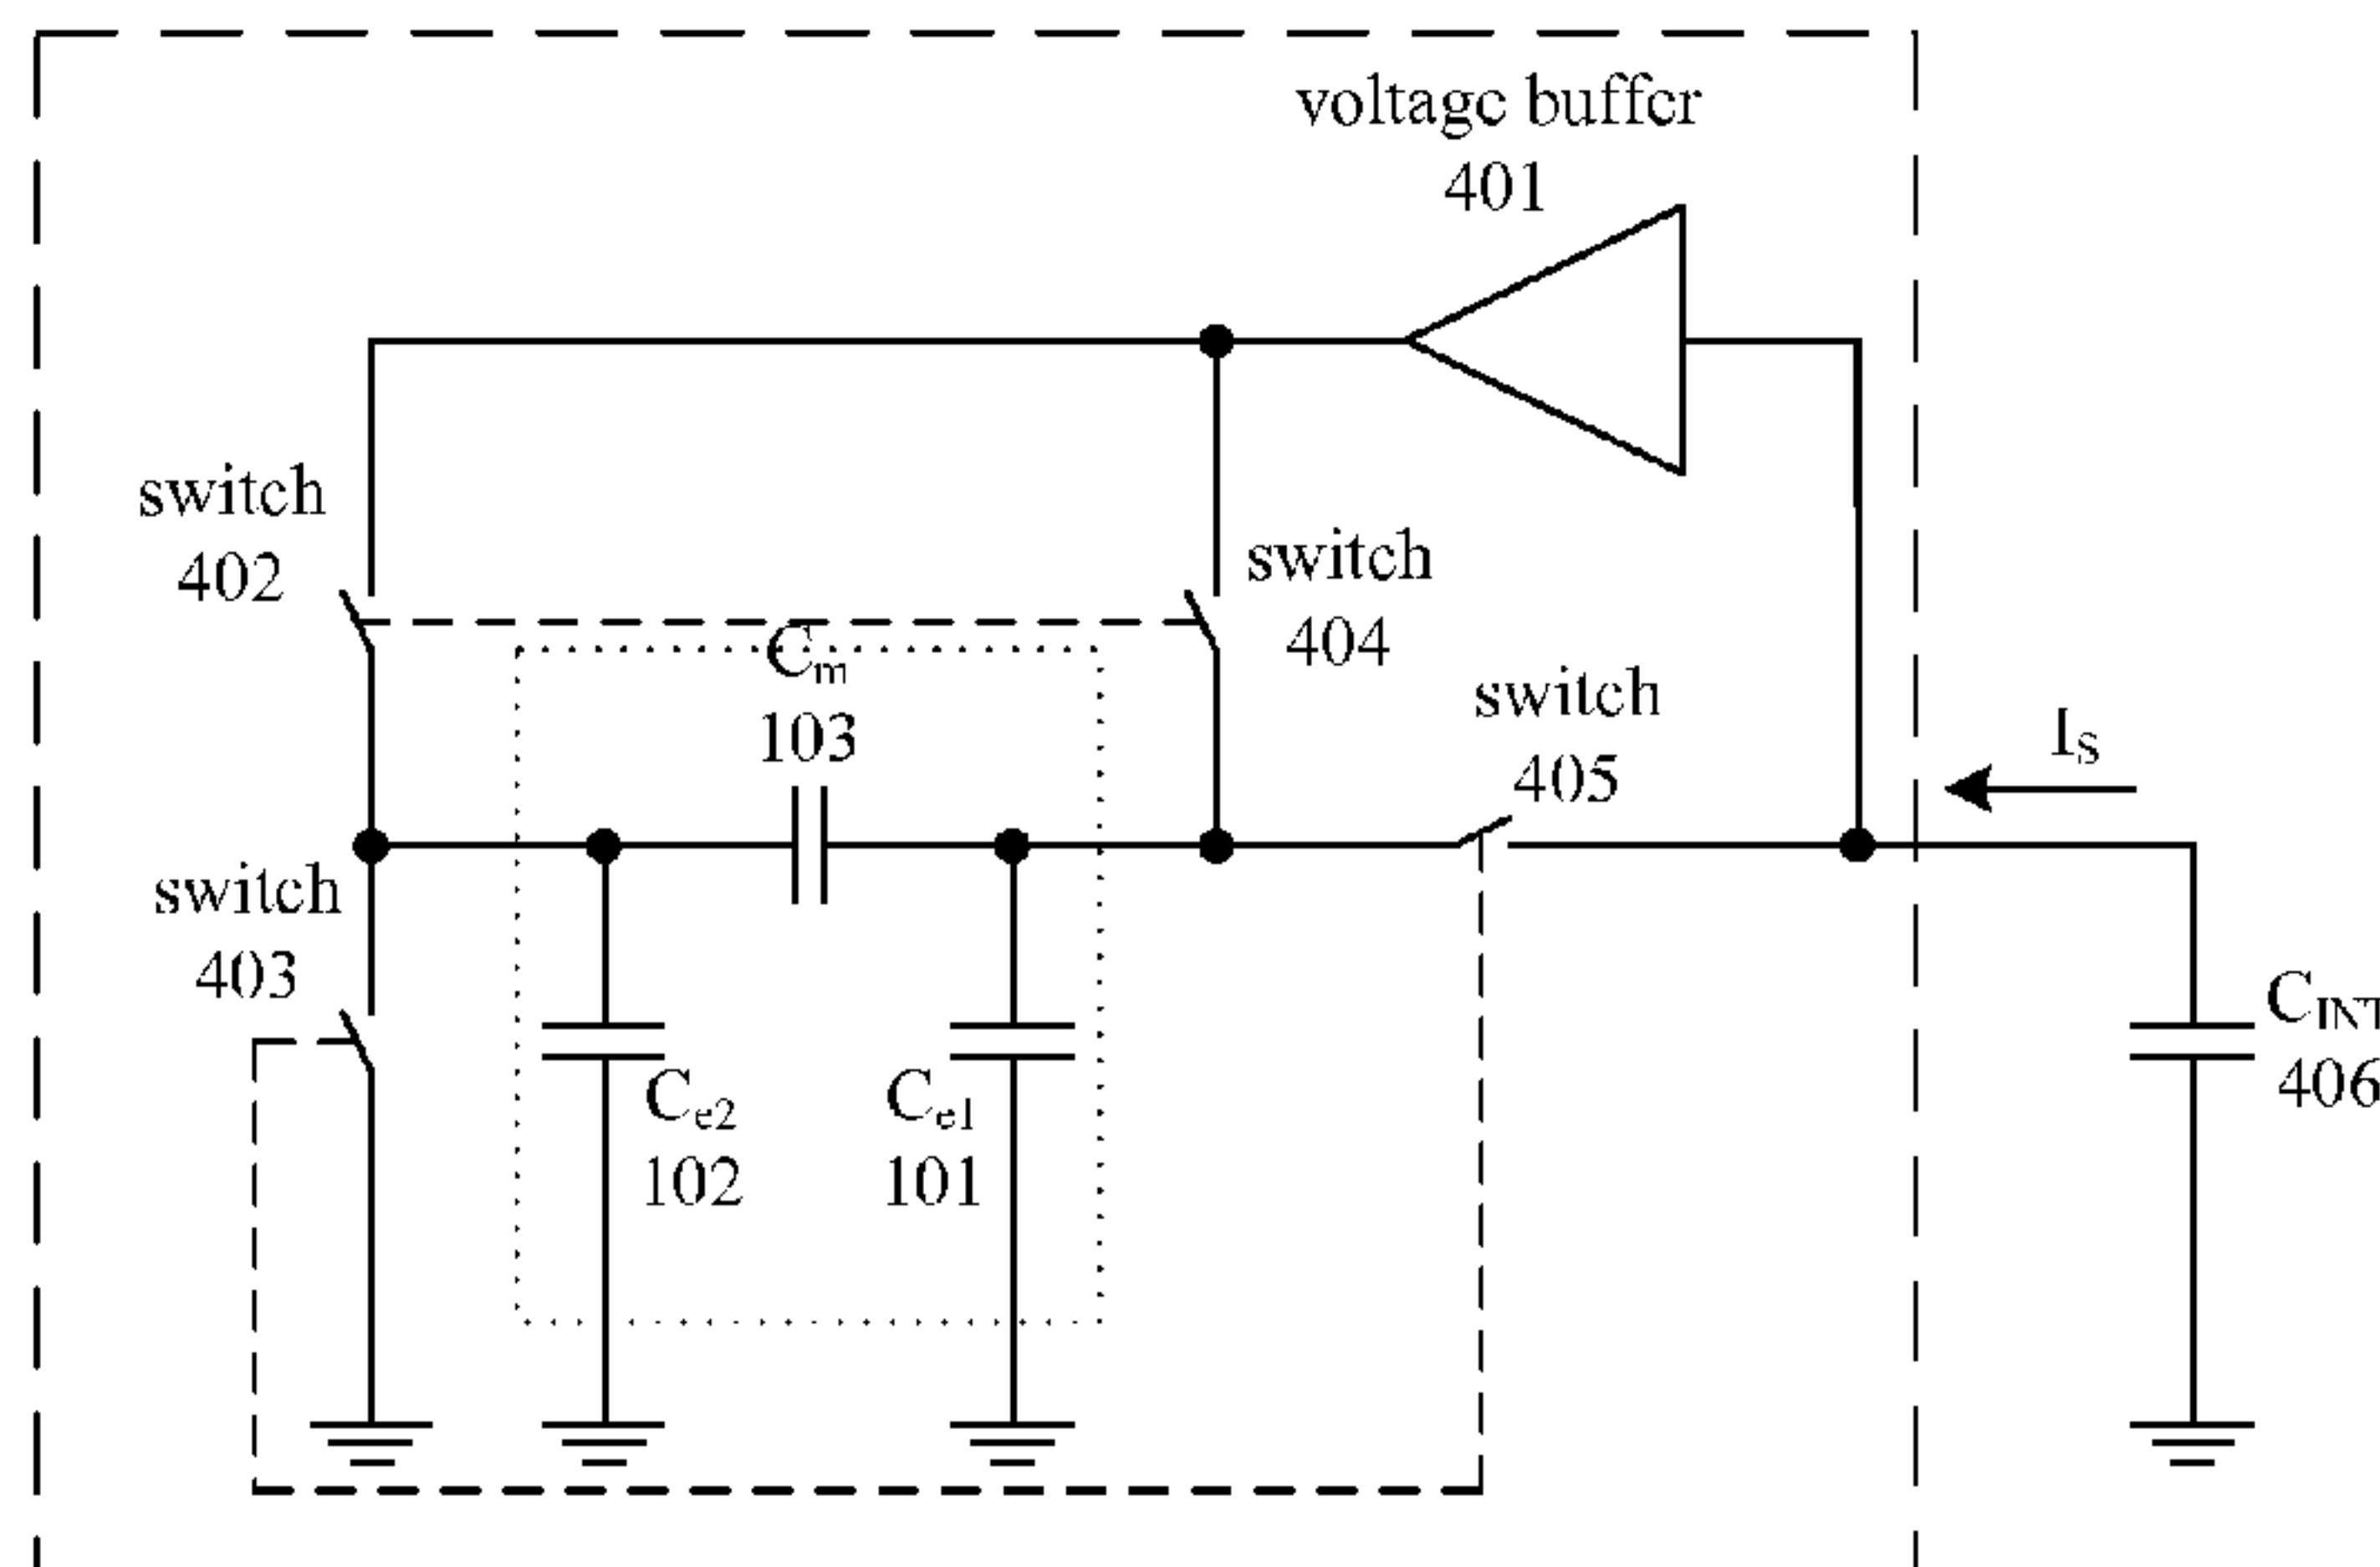 voltage buffer
401
switch
402
switch
404
Cm
103
switch
405
IS
switch
403
CINT
406
Ce2
102
Ce1
101